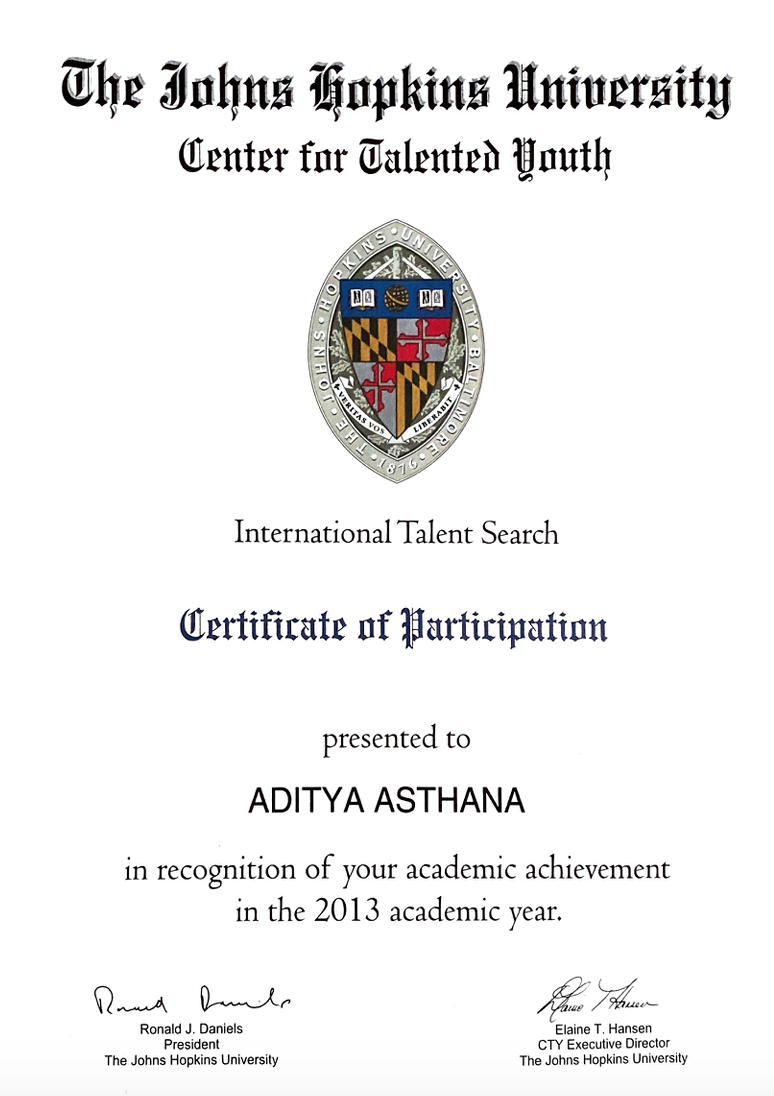 The Johns Hopkins University
Center for Talented Youth
THE · JOHNS · HOPKINS · UNIVERSITY · BALTIMORE · 1876 ·
VERITAS VOS LIBERABIT
International Talent Search
Certificate of Participation
presented to
ADITYA ASTHANA
in recognition of your academic achievement
in the 2013 academic year.
Ronald Daniels
Elaine T Hansen
Ronald J. Daniels
Elaine T. Hansen
President
CTY Executive Director
The Johns Hopkins University
The Johns Hopkins University